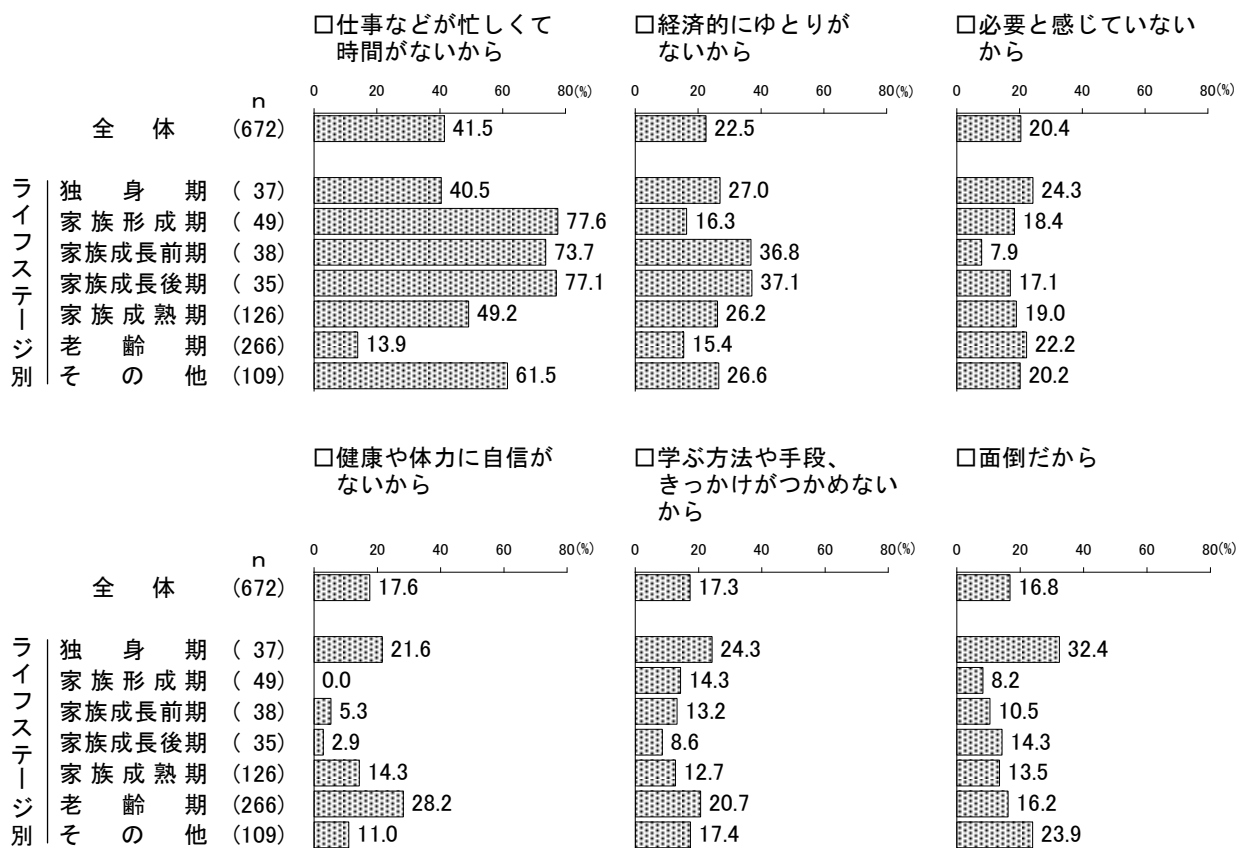 □仕事などが忙しくて
時間がないから
□経済的にゆとりが
ないから
□必要と感じていない
から
n
0 20 40 60 80(%)
0 20 40 60 80(%)
0 20 40 60 80(%)
全体 (672) 41.5 22.5 20.4
ライフステージ別
独身期 ( 37) 40.5 27.0 24.3
家族形成期 ( 49) 77.6 16.3 18.4
家族成長前期 ( 38) 73.7 36.8 7.9
家族成長後期 ( 35) 77.1 37.1 17.1
家族成熟期 (126) 49.2 26.2 19.0
老齢期 (266) 13.9 15.4 22.2
その他 (109) 61.5 26.6 20.2
□健康や体力に自信が
ないから
□学ぶ方法や手段、
きっかけがつかめない
から
□面倒だから
n
0 20 40 60 80(%)
0 20 40 60 80(%)
0 20 40 60 80(%)
全体 (672) 17.6 17.3 16.8
ライフステージ別
独身期 ( 37) 21.6 24.3 32.4
家族形成期 ( 49) 0.0 14.3 8.2
家族成長前期 ( 38) 5.3 13.2 10.5
家族成長後期 ( 35) 2.9 8.6 14.3
家族成熟期 (126) 14.3 12.7 13.5
老齢期 (266) 28.2 20.7 16.2
その他 (109) 11.0 17.4 23.9